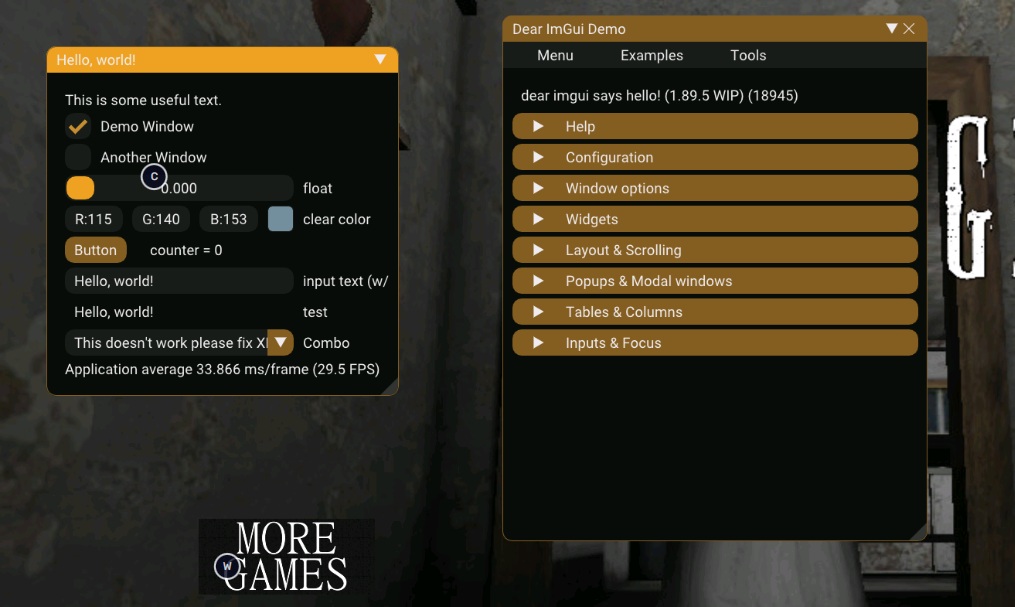 Hello, world!
This is some useful text.
Demo Window
Another Window
C
0.000 float
R:115 G:140 B:153 clear color
Button counter = 0
Hello, world! input text (w/
Hello, world! test
This doesn't work please fix Combo
Application average 33.866 ms/frame (29.5 FPS)
Dear ImGui Demo
Menu Examples Tools
dear imgui says hello! (1.89.5 WIP) (18945)
Help
Configuration
Window options
Widgets
Layout & Scrolling
Popups & Modal windows
Tables & Columns
Inputs & Focus
G
MORE
W
GAMES